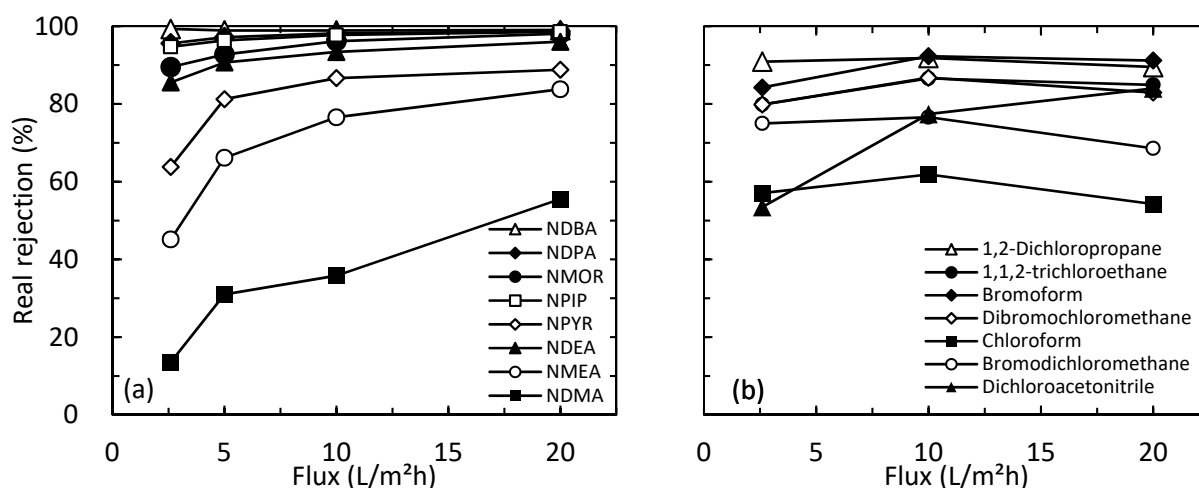 Real rejection (%)
100
80
60
40
20
0
(a)
NDBA
NDPA
NMOR
NPIP
NPYR
NDEA
NMEA
NDMA
0 5 10 15 20
Flux (L/m²h)
(b)
1,2-Dichloropropane
1,1,2-trichloroethane
Bromoform
Dibromochloromethane
Chloroform
Bromodichloromethane
Dichloroacetonitrile
0 5 10 15 20
Flux (L/m²h)